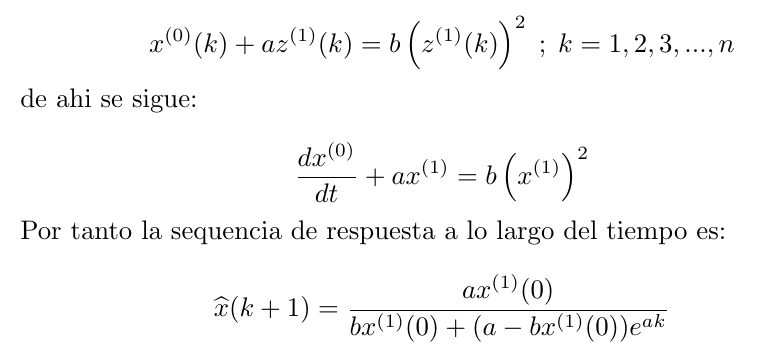 x^{(0)}(k) + az^{(1)}(k) = b \left( z^{(1)}(k) \right)^2 ; k = 1, 2, 3, ..., n
de ahi se sigue:
\frac{dx^{(0)}}{dt} + ax^{(1)} = b \left( x^{(1)} \right)^2
Por tanto la sequencia de respuesta a lo largo del tiempo es:
\widehat{x}(k + 1) = \frac{ax^{(1)}(0)}{bx^{(1)}(0) + (a - bx^{(1)}(0))e^{ak}}